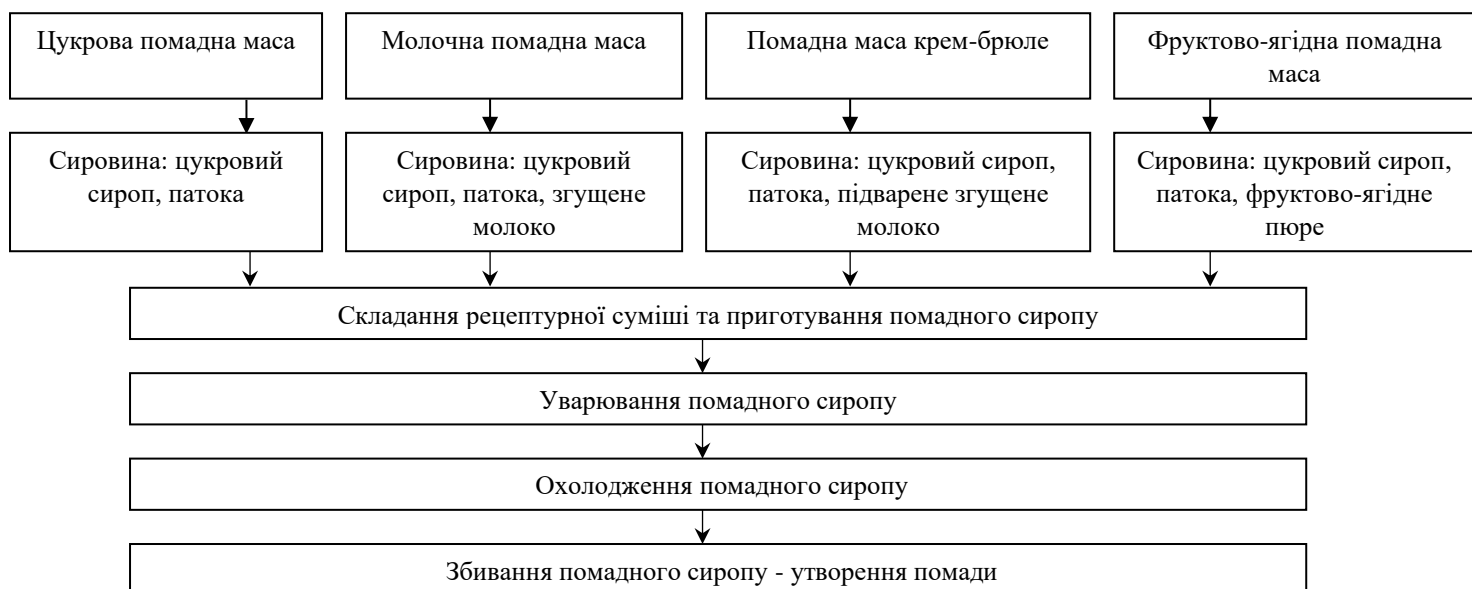 Цукрова помадна маса
Молочна помадна маса
Помадна маса крем-брюле
Фруктово-ягідна помадна
маса
Сировина: цукровий
сироп, патока
Сировина: цукровий
сироп, патока, згущене
молоко
Сировина: цукровий сироп,
патока, підварене згущене
молоко
Сировина: цукровий сироп,
патока, фруктово-ягідне
пюре
Складання рецептурної суміші та приготування помадного сиропу
Уварювання помадного сиропу
Охолодження помадного сиропу
Збивання помадного сиропу - утворення помади